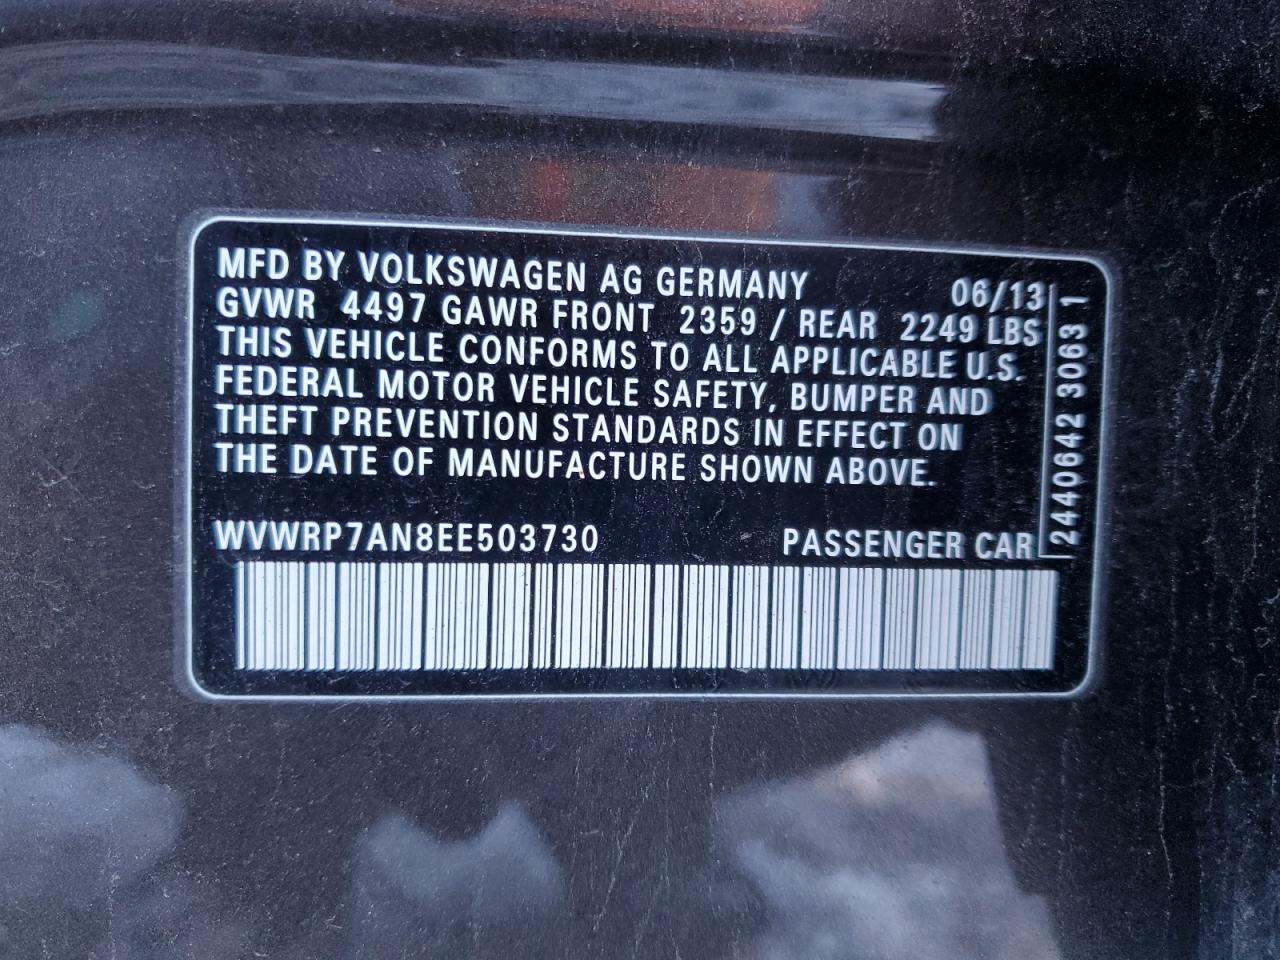 MFD BY VOLKSWAGEN AG GERMANY 06/13
GVWR 4497 GAWR FRONT 2359 / REAR 2249 LBS
THIS VEHICLE CONFORMS TO ALL APPLICABLE U.S.
FEDERAL MOTOR VEHICLE SAFETY, BUMPER AND
THEFT PREVENTION STANDARDS IN EFFECT ON
THE DATE OF MANUFACTURE SHOWN ABOVE.
WVWRP7AN8EE503730 PASSENGER CAR
2440642 3063 1